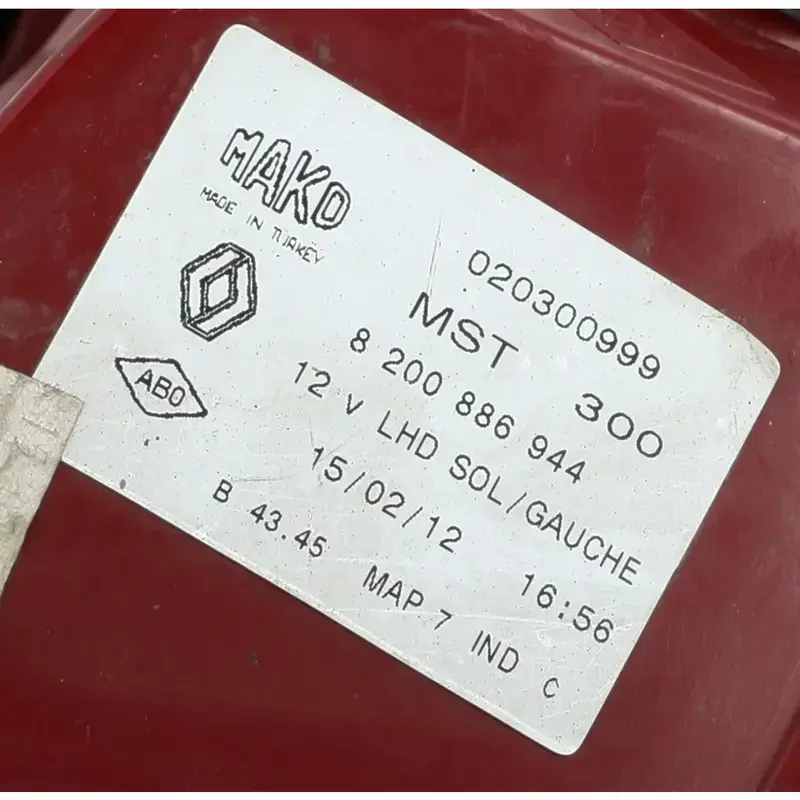 MAKO
MADE IN TURKEY
020300999
MST 300
8 200 886 944
ABO
12 v LHD SOL/GAUCHE
15/02/12 16:56
B 43.45 MAP 7 IND C